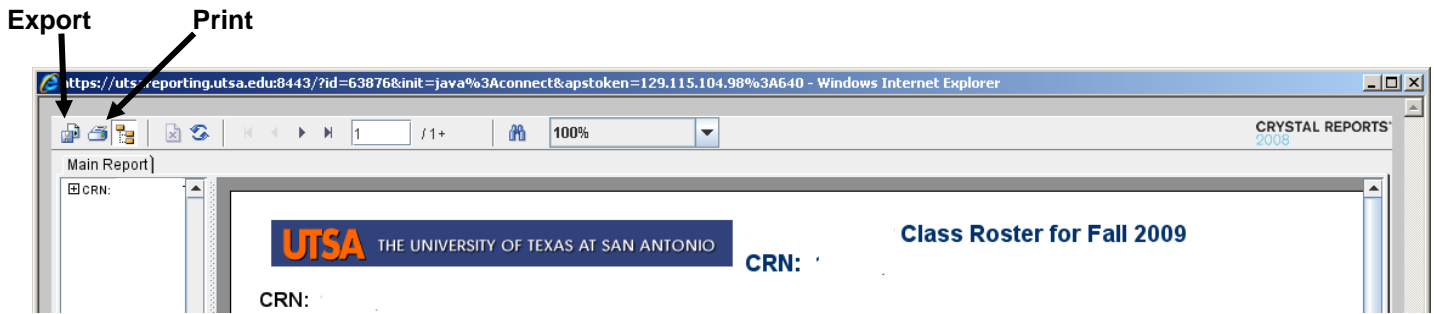 Export Print
https://utsareporting.utsa.edu:8443/?id=63876&init=java%3Aconnect&apstoken=129.115.104.98%3A640 - Windows Internet Explorer
1 / 1+ 100% CRYSTAL REPORTS
2008
Main Report
CRN:
UTSA THE UNIVERSITY OF TEXAS AT SAN ANTONIO
Class Roster for Fall 2009
CRN:
CRN: